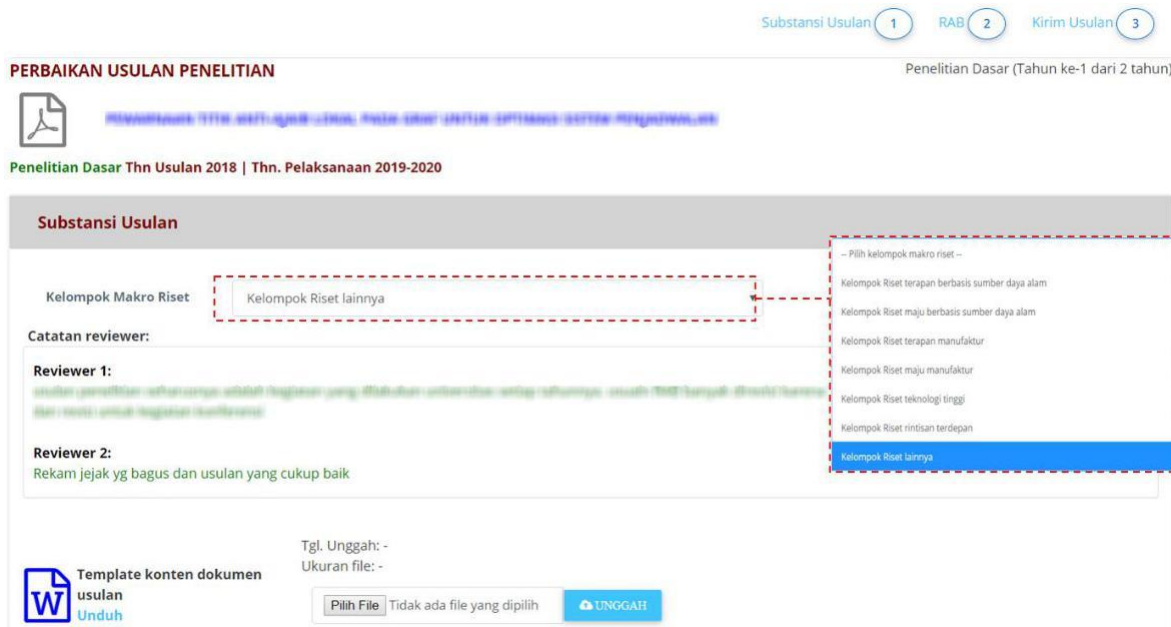 Substansi Usulan 1 RAB 2 Kirim Usulan 3
PERBAIKAN USULAN PENELITIAN
Penelitian Dasar (Tahun ke-1 dari 2 tahun)
Penelitian Dasar Thn Usulan 2018 | Thn. Pelaksanaan 2019-2020
Substansi Usulan
Kelompok Makro Riset
Kelompok Riset lainnya
-- Pilih kelompok makro riset --
Kelompok Riset terapan berbasis sumber daya alam
Kelompok Riset maju berbasis sumber daya alam
Kelompok Riset terapan manufaktur
Kelompok Riset maju manufaktur
Kelompok Riset teknologi tinggi
Kelompok Riset rintisan terdepan
Kelompok Riset lainnya
Catatan reviewer:
Reviewer 1:
Reviewer 2:
Rekam jejak yg bagus dan usulan yang cukup baik
Template konten dokumen
usulan
Unduh
W
Tgl. Unggah: -
Ukuran file: -
Pilih File Tidak ada file yang dipilih
UNGGAH